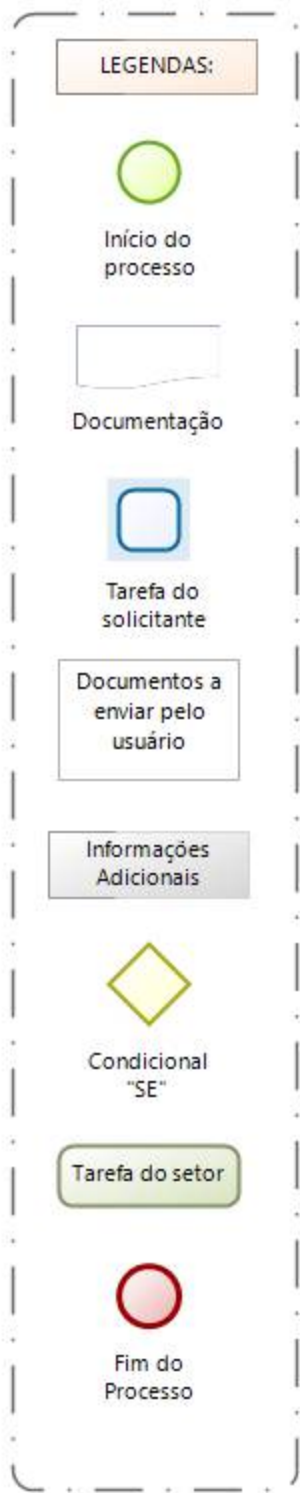 LEGENDAS:
Início do
processo
Documentação
Tarefa do
solicitante
Documentos a
enviar pelo
usuário
Informações
Adicionais
Condicional
"SE"
Tarefa do setor
Fim do
Processo